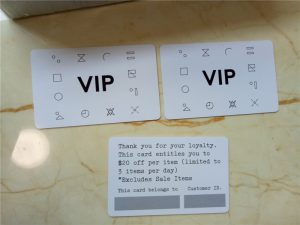 VIP
VIP
Thank you for your loyalty.
This card entitles you to
$20 off per item (limited to
3 items per day)
*Excludes Sale Items
This card belongs to Customer ID.